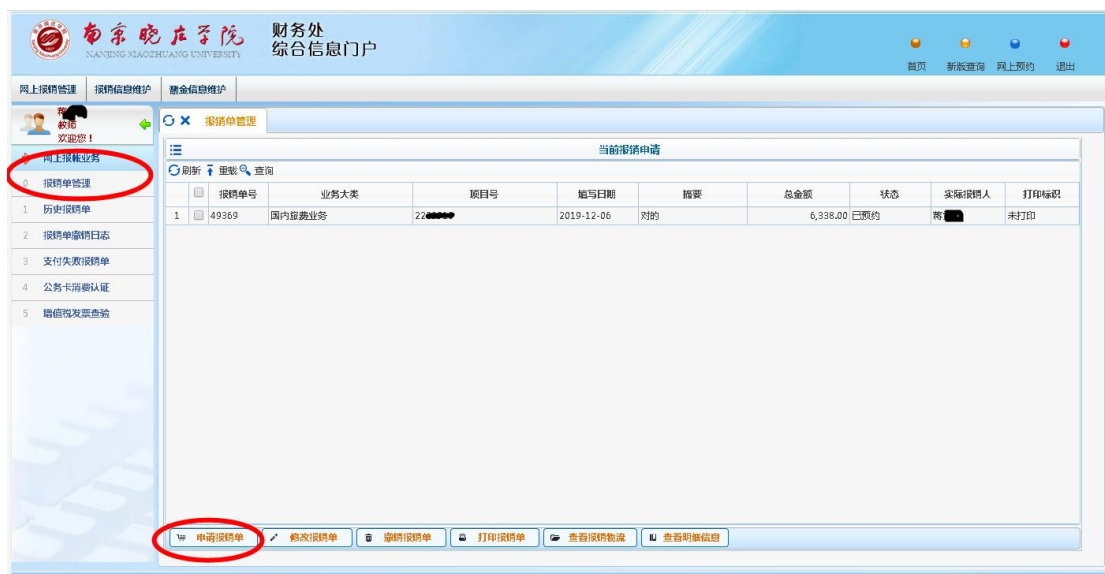 南京晓庄学院
NANJING XIAOZHUANG UNIVERSITY
财务处
综合信息门户
首页 新版查询 网上预约 退出
网上报销管理 报销信息维护 酬金信息维护
蒋
教师
欢迎您！
报销单管理
网上报账业务
0 报销单管理
1 历史报销单
2 报销单撤销日志
3 支付失败报销单
4 公务卡消费认证
5 增值税发票查验
当前报销申请
刷新 重载 查询
报销单号 业务大类 项目号 填写日期 摘要 总金额 状态 实际报销人 打印标识
1 49369 国内旅费业务 22 2019-12-06 对的 6,338.00 已预约 蒋 未打印
申请报销单 修改报销单 撤销报销单 打印报销单 查看报销物流 查看明细信息